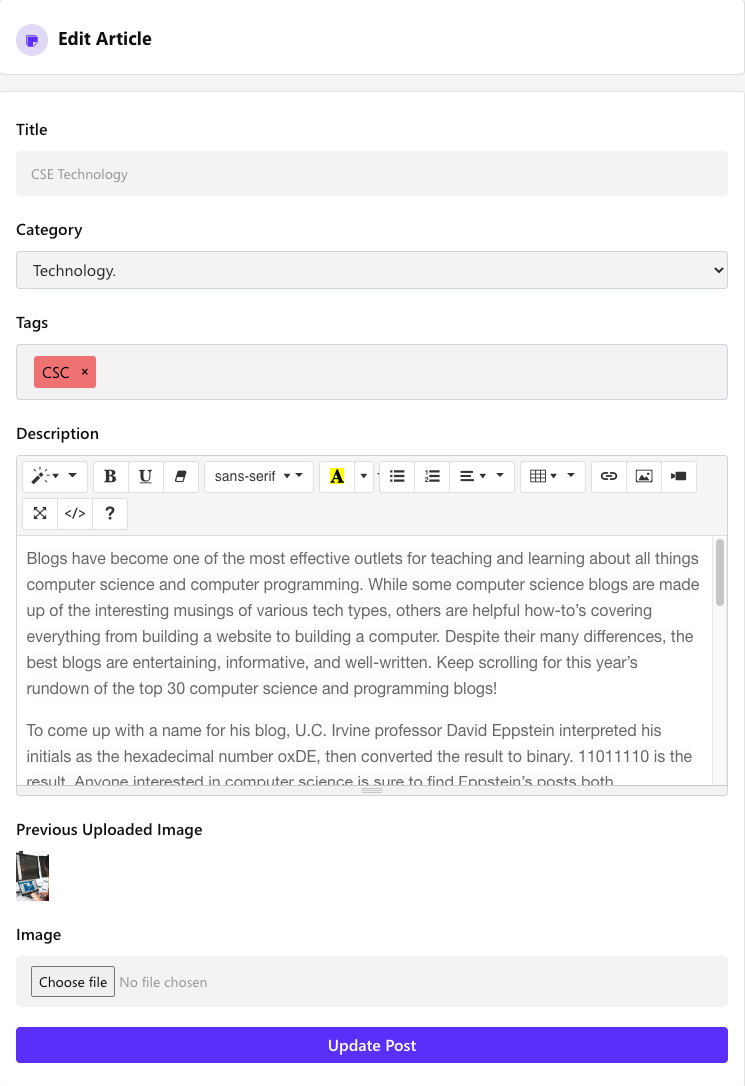 Edit Article
Title
CSE Technology
Category
Technology.
Tags
CSC ×
Description
B U sans-serif A
</> ?
Blogs have become one of the most effective outlets for teaching and learning about all things
computer science and computer programming. While some computer science blogs are made
up of the interesting musings of various tech types, others are helpful how-to’s covering
everything from building a website to building a computer. Despite their many differences, the
best blogs are entertaining, informative, and well-written. Keep scrolling for this year’s
rundown of the top 30 computer science and programming blogs!
To come up with a name for his blog, U.C. Irvine professor David Eppstein interpreted his
initials as the hexadecimal number oxDE, then converted the result to binary. 11011110 is the
result. Anyone interested in computer science is sure to find Eppstein’s posts both
Previous Uploaded Image
Image
Choose file No file chosen
Update Post